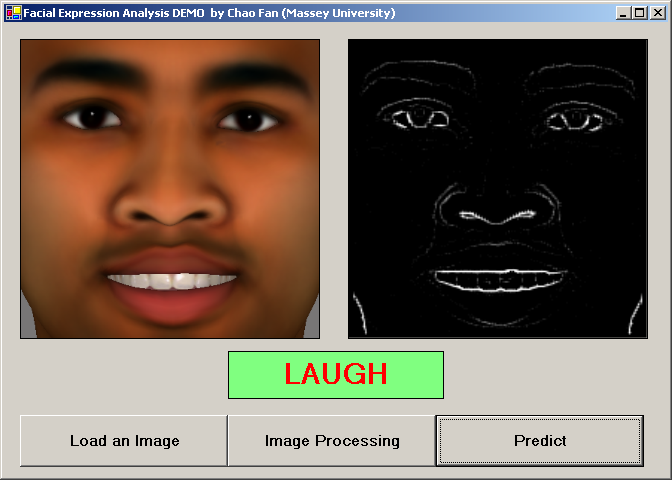 Facial Expression Analysis DEMO by Chao Fan (Massey University)
LAUGH
Load an Image
Image Processing
Predict